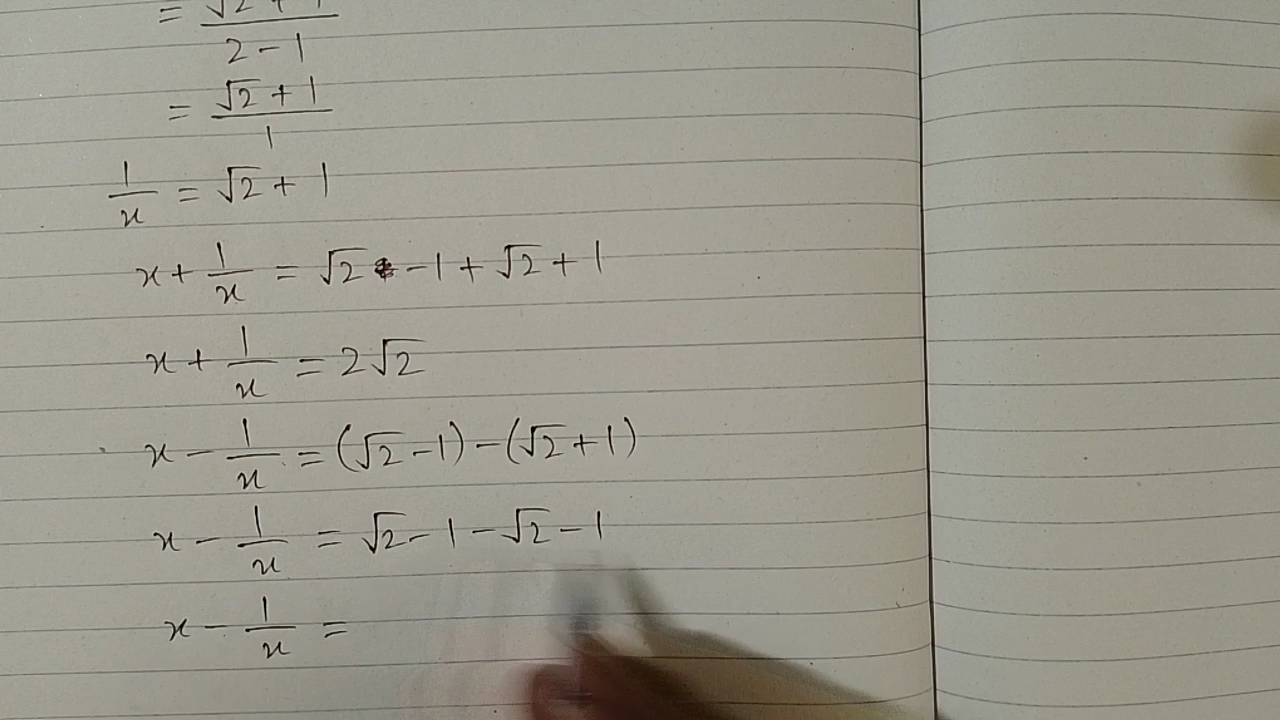 = √2 + 1 / 2 - 1
= √2 + 1 / 1
1/x = √2 + 1
x + 1/x = √2 - 1 + √2 + 1
x + 1/x = 2√2
x - 1/x = (√2 - 1) - (√2 + 1)
x - 1/x = √2 - 1 - √2 - 1
x - 1/x =